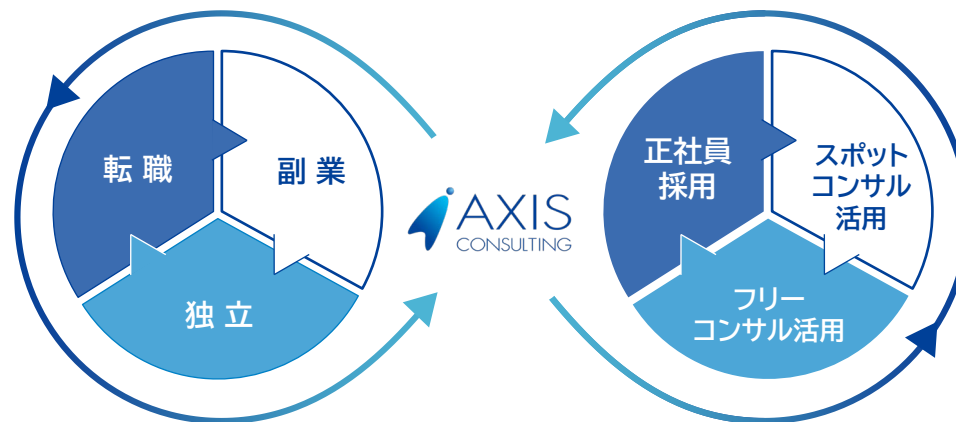 転職
副業
独立
AXIS
CONSULTING
正社員
採用
スポット
コンサル
活用
フリー
コンサル活用